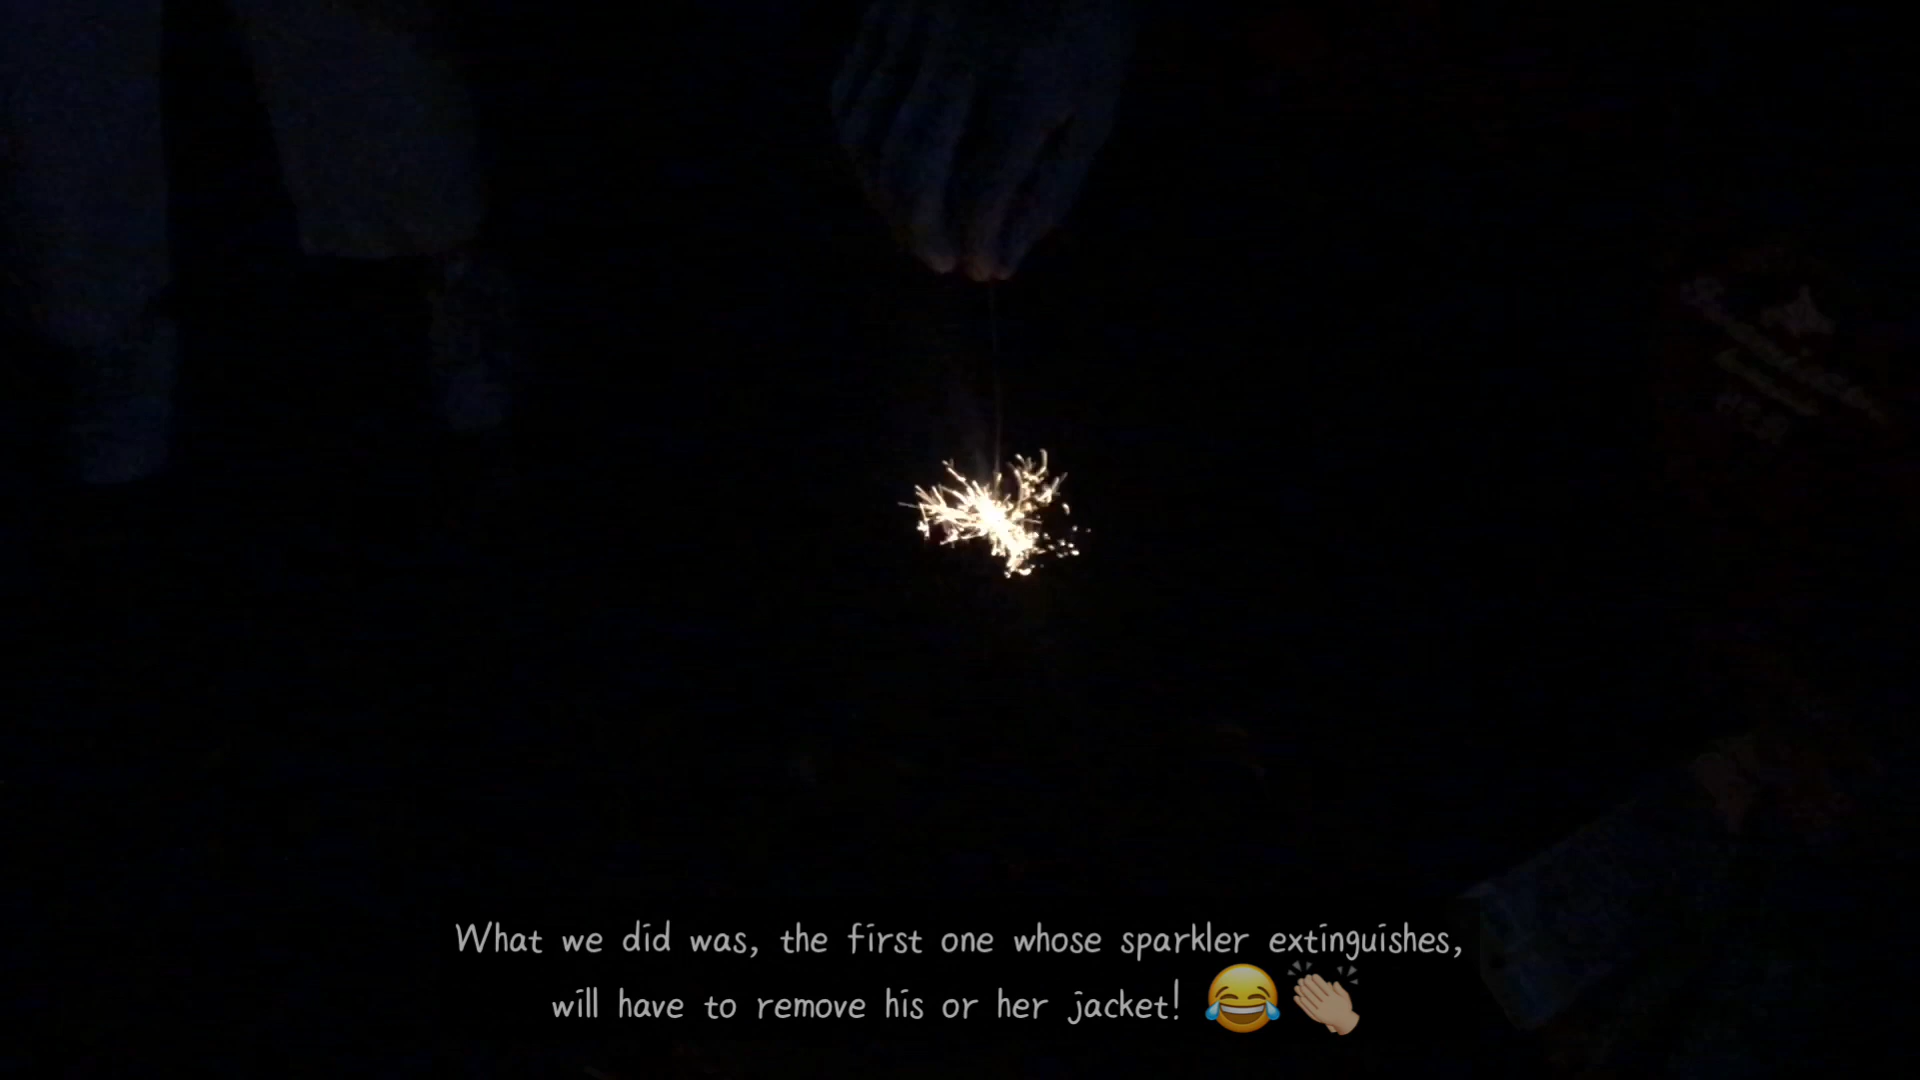 What we did was, the first one whose sparkler extinguishes,
will have to remove his or her jacket! 😂👏🏼